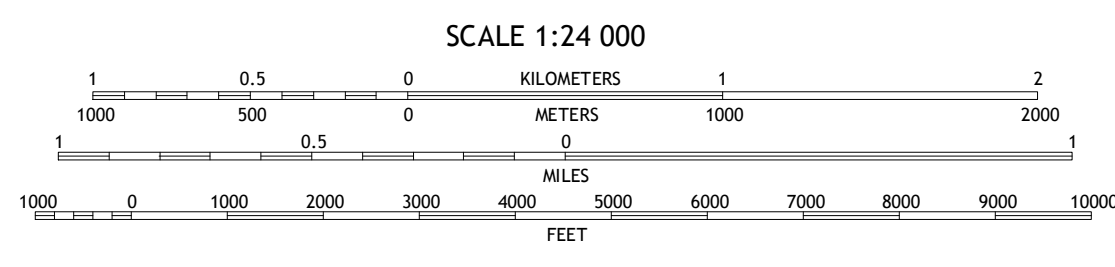 SCALE 1:24 000
1 0.5 0 KILOMETERS 1 2
1000 500 0 METERS 1000 2000
1 0.5 0 1
MILES
1000 0 1000 2000 3000 4000 5000 6000 7000 8000 9000 10000
FEET